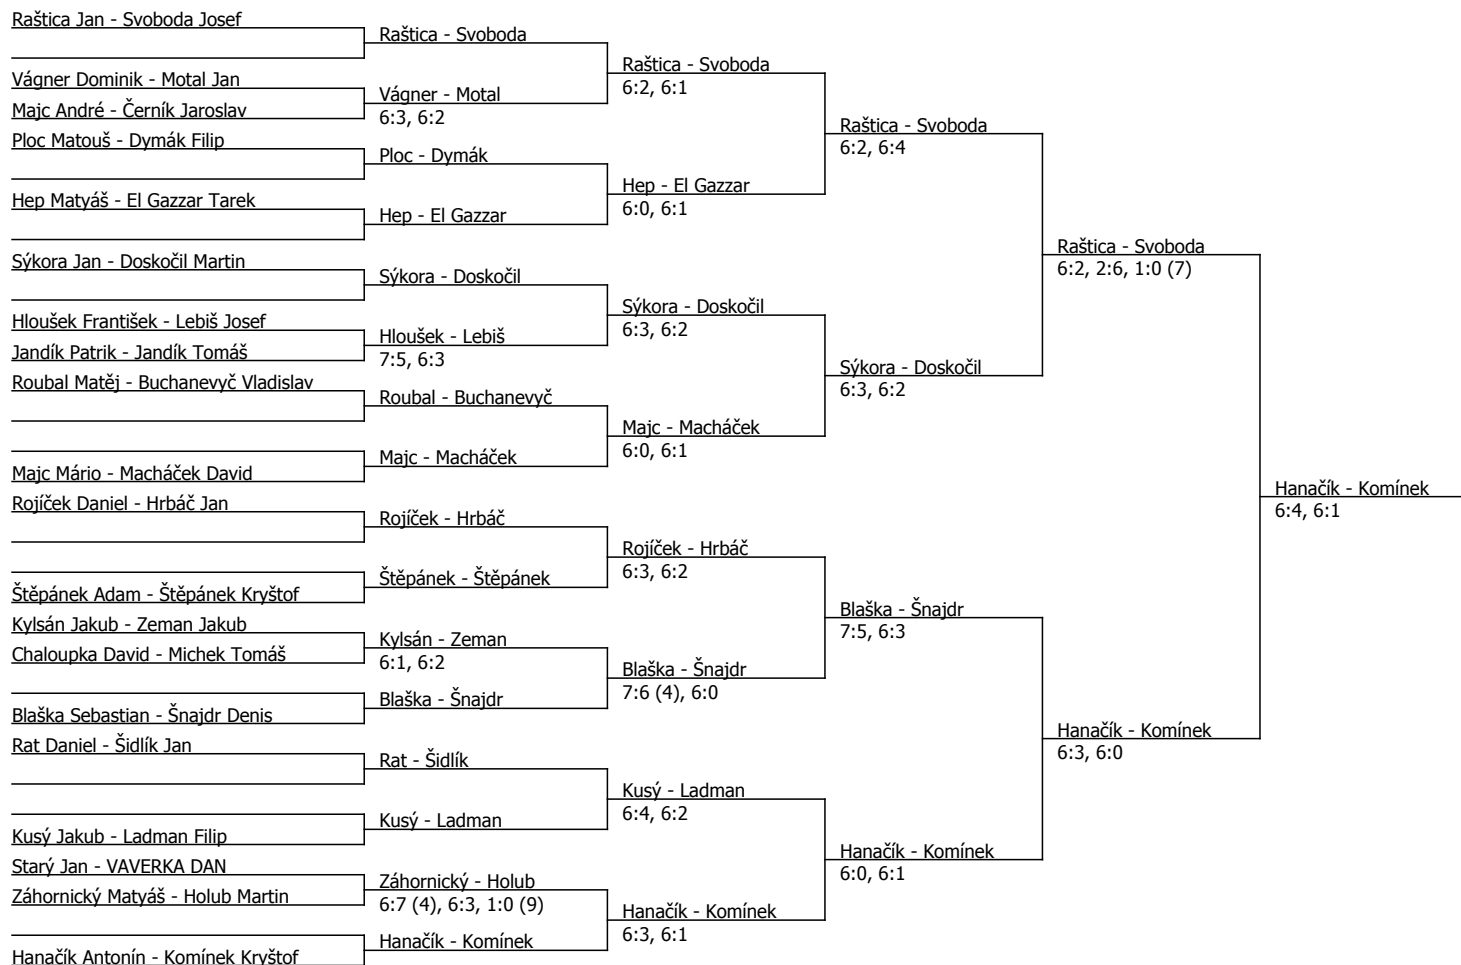 Raštica Jan - Svoboda Josef
Vágner Dominik - Motal Jan
Majc André - Černík Jaroslav
Ploc Matouš - Dymák Filip
Hep Matyáš - El Gazzar Tarek
Sýkora Jan - Doskočil Martin
Hloušek František - Lebiš Josef
Jandík Patrik - Jandík Tomáš
Roubal Matěj - Buchanevyč Vladislav
Majc Mário - Macháček David
Rojíček Daniel - Hrbáč Jan
Štěpánek Adam - Štěpánek Kryštof
Kylsán Jakub - Zeman Jakub
Chaloupka David - Michek Tomáš
Blaška Sebastian - Šnajdr Denis
Rat Daniel - Šidlík Jan
Kusý Jakub - Ladman Filip
Starý Jan - VAVERKA DAN
Záhornický Matyáš - Holub Martin
Hanačík Antonín - Komínek Kryštof
Raštica - Svoboda
Vágner - Motal
6:3, 6:2
Ploc - Dymák
Hep - El Gazzar
Sýkora - Doskočil
Hloušek - Lebiš
7:5, 6:3
Roubal - Buchanevyč
Majc - Macháček
Rojíček - Hrbáč
Štěpánek - Štěpánek
Kylsán - Zeman
6:1, 6:2
Blaška - Šnajdr
Rat - Šidlík
Kusý - Ladman
Záhornický - Holub
6:7 (4), 6:3, 1:0 (9)
Hanačík - Komínek
Raštica - Svoboda
6:2, 6:1
Hep - El Gazzar
6:0, 6:1
Sýkora - Doskočil
6:3, 6:2
Majc - Macháček
6:0, 6:1
Rojíček - Hrbáč
6:3, 6:2
Blaška - Šnajdr
7:6 (4), 6:0
Kusý - Ladman
6:4, 6:2
Hanačík - Komínek
6:3, 6:1
Raštica - Svoboda
6:2, 6:4
Sýkora - Doskočil
6:3, 6:2
Blaška - Šnajdr
7:5, 6:3
Hanačík - Komínek
6:0, 6:1
Raštica - Svoboda
6:2, 2:6, 1:0 (7)
Hanačík - Komínek
6:3, 6:0
Hanačík - Komínek
6:4, 6:1